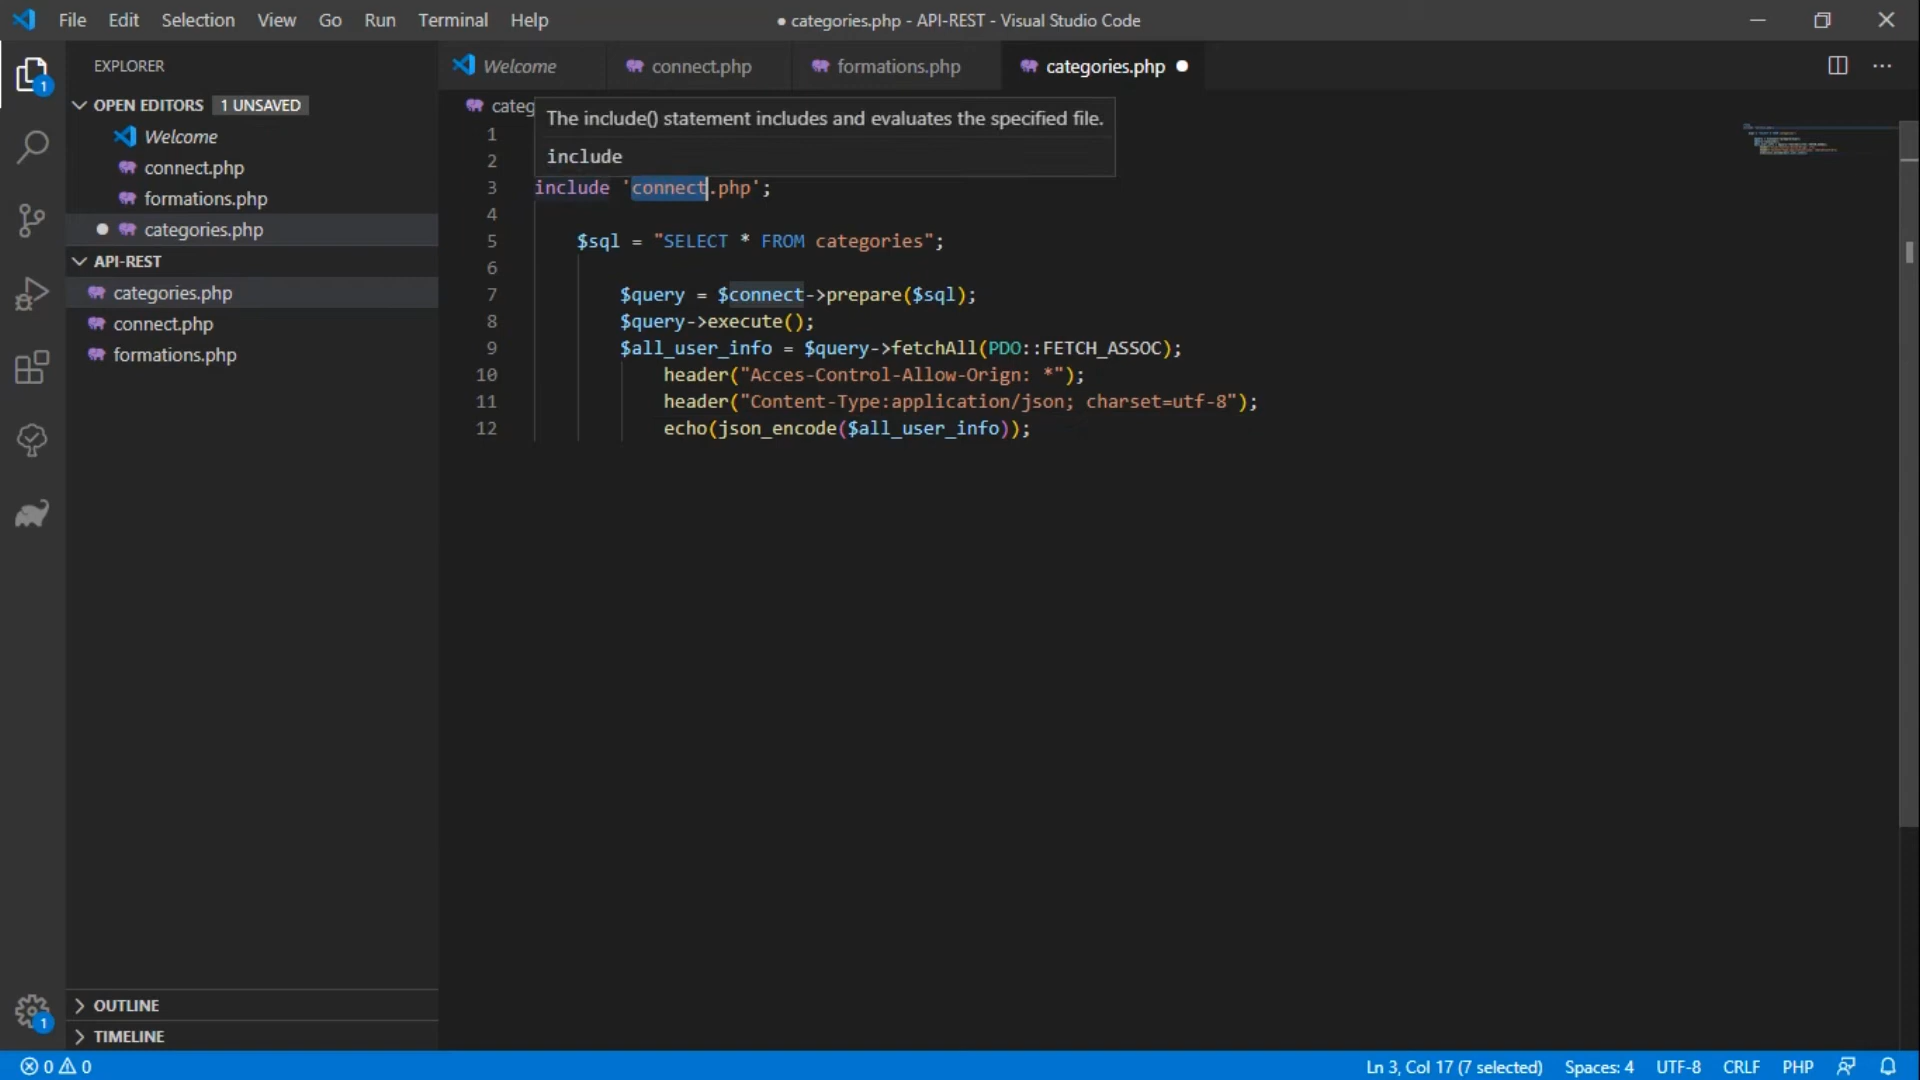 File Edit Selection View Go Run Terminal Help
● categories.php - API-REST - Visual Studio Code
EXPLORER
OPEN EDITORS 1 UNSAVED
Welcome
connect.php
formations.php
categories.php
API-REST
categories.php
connect.php
formations.php
OUTLINE
TIMELINE
1
1
Welcome connect.php formations.php categories.php
categ
The include() statement includes and evaluates the specified file.
include
1
2
3 include 'connect.php';
4
5 $sql = "SELECT * FROM categories";
6
7 $query = $connect->prepare($sql);
8 $query->execute();
9 $all_user_info = $query->fetchAll(PDO::FETCH_ASSOC);
10 header("Acces-Control-Allow-Orign: *");
11 header("Content-Type:application/json; charset=utf-8");
12 echo(json_encode($all_user_info));
0 0
Ln 3, Col 17 (7 selected) Spaces: 4 UTF-8 CRLF PHP